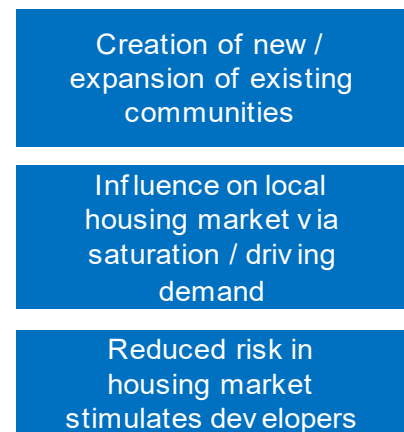 Creation of new /
expansion of existing
communities
Influence on local
housing market via
saturation / driving
demand
Reduced risk in
housing market
stimulates developers